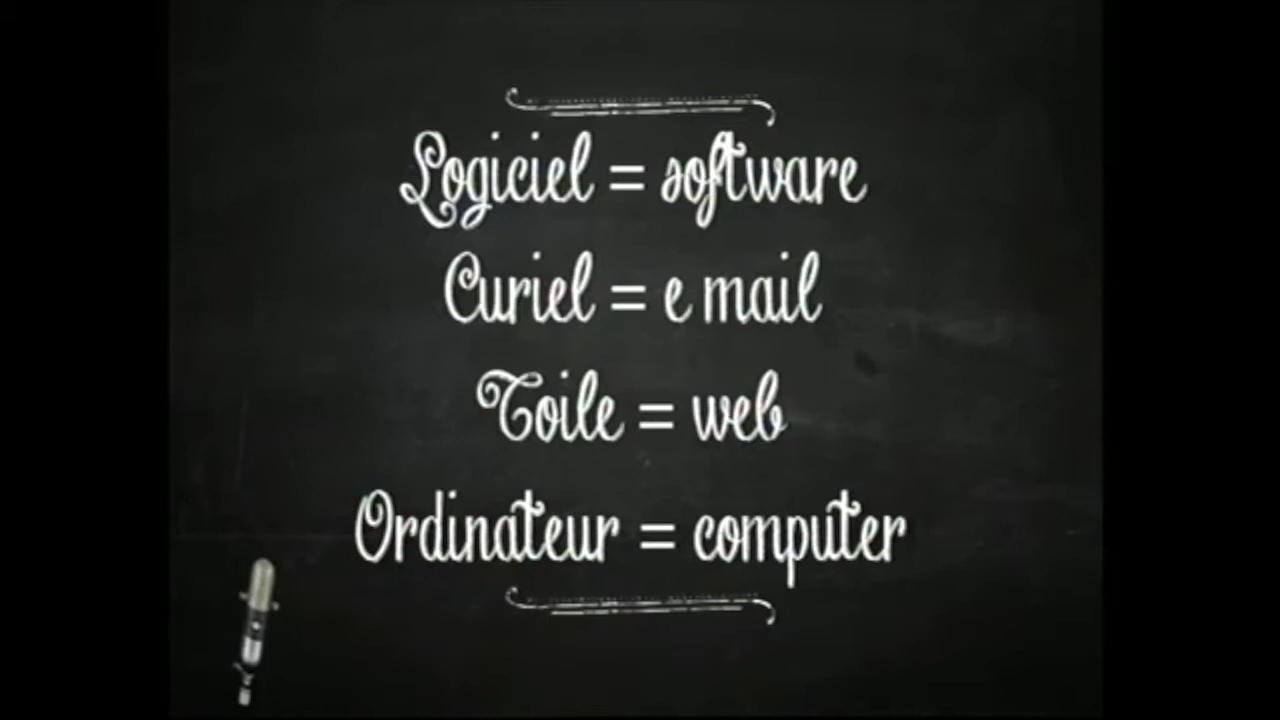 Logiciel = software
Curiel = e mail
Toile = web
Ordinateur = computer